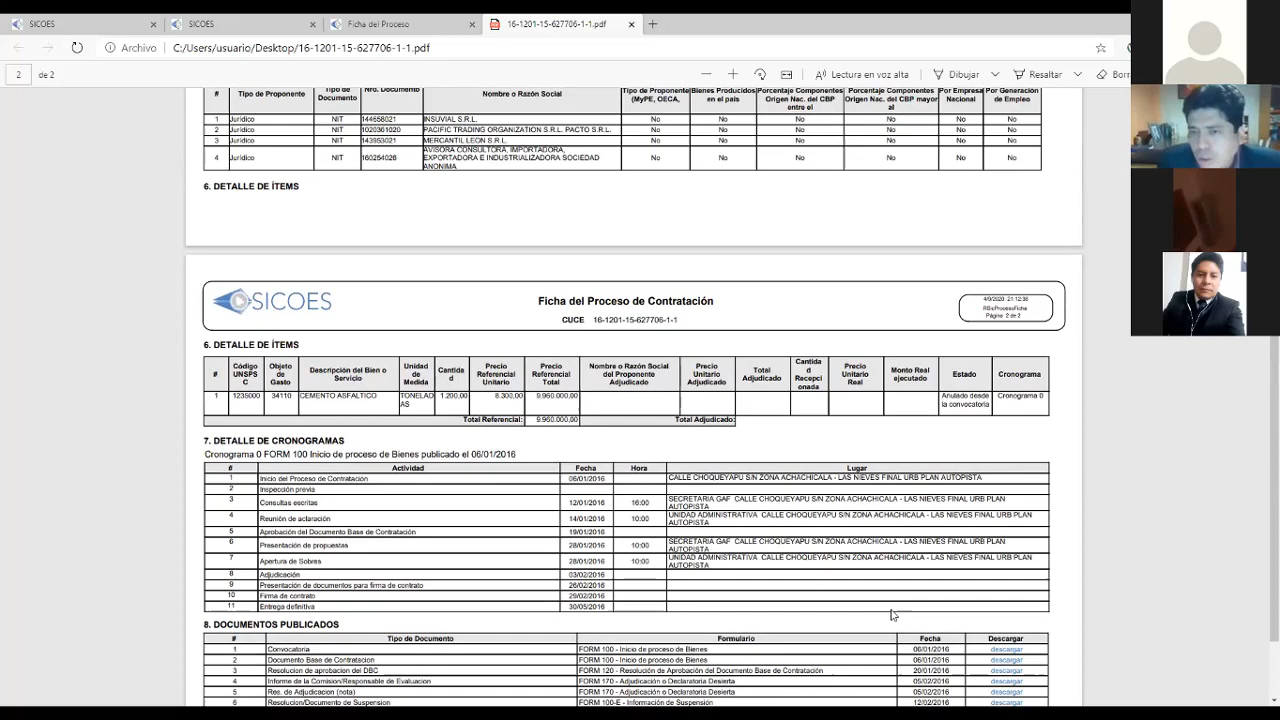 SICOES
SICOES
Ficha del Proceso
16-1201-15-627706-1-1.pdf
Archivo C:/Users/usuario/Desktop/16-1201-15-627706-1-1.pdf
2 de 2
Lectura en voz alta
Dibujar
Resaltar
Borr
# Tipo de Proponente Tipo de Documento Nro. Documento Nombre o Razón Social Tipo de Proponente (MyPE, OECA, Bienes Producidos en el país Porcentaje Componentes Origen Nac. del CBP entre el Porcentaje Componentes Origen Nac. del CBP mayor al Por Empresa Nacional Por Generación de Empleo
1 Jurídico NIT 144658021 INSUVIAL S.R.L. No No No No No No
2 Jurídico NIT 1020361020 PACIFIC TRADING ORGANIZATION S.R.L. PACTO S.R.L. No No No No No No
3 Jurídico NIT 143953021 MERCANTIL LEON S.R.L. No No No No No No
4 Jurídico NIT 160254026 AVISORA CONSULTORA, IMPORTADORA, EXPORTADORA E INDUSTRIALIZADORA SOCIEDAD ANONIMA No No No No No No
6. DETALLE DE ÍTEMS
SICOES
Ficha del Proceso de Contratación
CUCE 16-1201-15-627706-1-1
4/9/2020 21:12:36
RSicProcesoFicha
Página 2 de 2
6. DETALLE DE ÍTEMS
# Código UNSPSC Objeto de Gasto Descripción del Bien o Servicio Unidad de Medida Cantidad Precio Referencial Unitario Precio Referencial Total Nombre o Razón Social del Proponente Adjudicado Precio Unitario Adjudicado Total Adjudicado Cantidad Recepcionada Precio Unitario Real Monto Real ejecutado Estado Cronograma
1 1235000 34110 CEMENTO ASFALTICO TONELADAS 1.200,00 8.300,00 9.960.000,00 Anulado desde la convocatoria Cronograma 0
Total Referencial: 9.960.000,00 Total Adjudicado:
7. DETALLE DE CRONOGRAMAS
Cronograma 0 FORM 100 Inicio de proceso de Bienes publicado el 06/01/2016
# Actividad Fecha Hora Lugar
1 Inicio del Proceso de Contratación 06/01/2016 CALLE CHOQUEYAPU S/N ZONA ACHACHICALA - LAS NIEVES FINAL URB PLAN AUTOPISTA
2 Inspección previa
3 Consultas escritas 12/01/2016 16:00 SECRETARIA GAF CALLE CHOQUEYAPU S/N ZONA ACHACHICALA - LAS NIEVES FINAL URB PLAN AUTOPISTA
4 Reunión de aclaración 14/01/2016 10:00 UNIDAD ADMINISTRATIVA CALLE CHOQUEYAPU S/N ZONA ACHACHICALA - LAS NIEVES FINAL URB PLAN AUTOPISTA
5 Aprobación del Documento Base de Contratación 19/01/2016
6 Presentación de propuestas 28/01/2016 10:00 SECRETARIA GAF CALLE CHOQUEYAPU S/N ZONA ACHACHICALA - LAS NIEVES FINAL URB PLAN AUTOPISTA
7 Apertura de Sobres 28/01/2016 10:00 UNIDAD ADMINISTRATIVA CALLE CHOQUEYAPU S/N ZONA ACHACHICALA - LAS NIEVES FINAL URB PLAN AUTOPISTA
8 Adjudicación 03/02/2016
9 Presentación de documentos para firma de contrato 26/02/2016
10 Firma de contrato 29/02/2016
11 Entrega definitiva 30/05/2016
8. DOCUMENTOS PUBLICADOS
# Tipo de Documento Formulario Fecha Descargar
1 Convocatoria FORM 100 - Inicio de proceso de Bienes 06/01/2016 descargar
2 Documento Base de Contratacion FORM 100 - Inicio de proceso de Bienes 06/01/2016 descargar
3 Resolucion de aprobacion del DBC FORM 120 - Resolución de Aprobación del Documento Base de Contratación 20/01/2016 descargar
4 Informe de la Comision/Responsable de Evaluacion FORM 170 - Adjudicación o Declaratoria Desierta 05/02/2016 descargar
5 Res. de Adjudicacion (nota) FORM 170 - Adjudicación o Declaratoria Desierta 05/02/2016 descargar
6 Resolucion/Documento de Suspension FORM 100-E - Información de Suspensión 12/02/2016 descargar